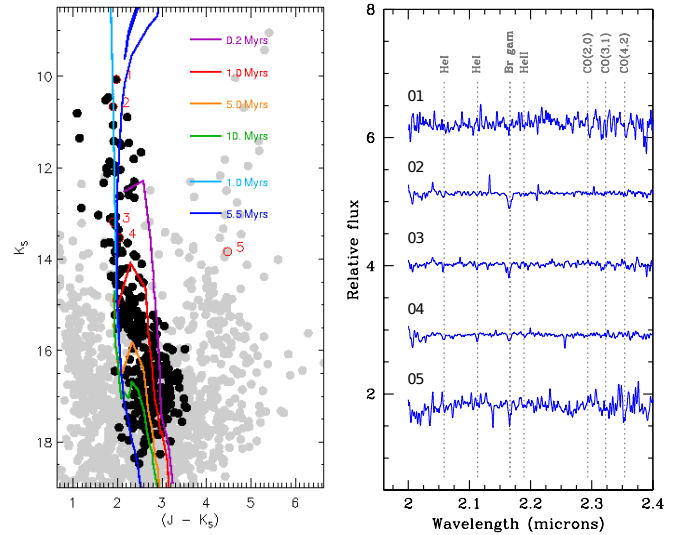 10
12
14
16
18
K_S
1
2
3
4
5
6
(J - K_S)
0.2 Myrs
1.0 Myrs
5.0 Myrs
10. Myrs
1.0 Myrs
5.5 Myrs
1
2
3
4
5
8
6
4
2
Relative flux
HeI
HeI
Br gam
HeII
CO(2,0)
CO(3,1)
CO(4,2)
01
02
03
04
05
2
2.1
2.2
2.3
2.4
Wavelength (microns)